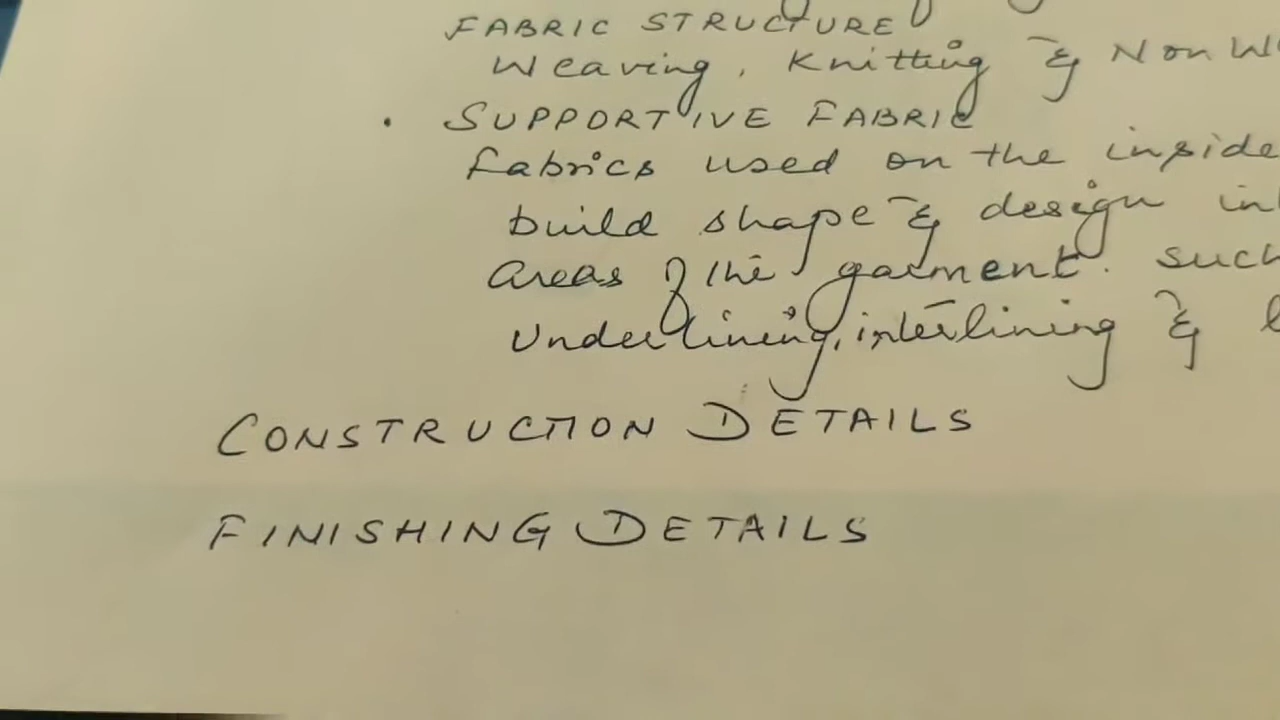 FABRIC STRUCTURE
Weaving, Knitting & Non W
• SUPPORTIVE FABRIC
fabrics used on the inside
build shape & design in
areas of the garment. such
Underlining, interlining &
CONSTRUCTION DETAILS
FINISHING DETAILS